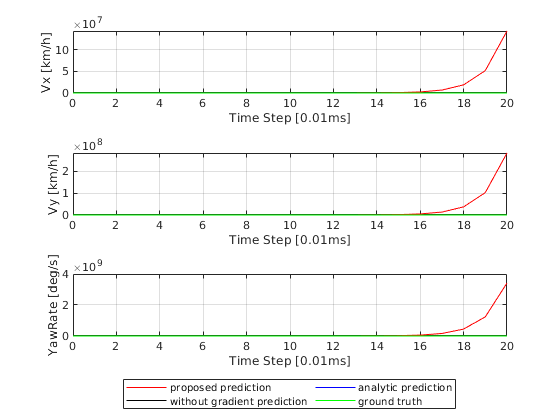 ×10^7
10
5
0
Vx [km/h]
0 2 4 6 8 10 12 14 16 18 20
Time Step [0.01ms]
×10^8
2
1
0
Vy [km/h]
0 2 4 6 8 10 12 14 16 18 20
Time Step [0.01ms]
×10^9
4
2
0
YawRate [deg/s]
0 2 4 6 8 10 12 14 16 18 20
Time Step [0.01ms]
proposed prediction analytic prediction
without gradient prediction ground truth